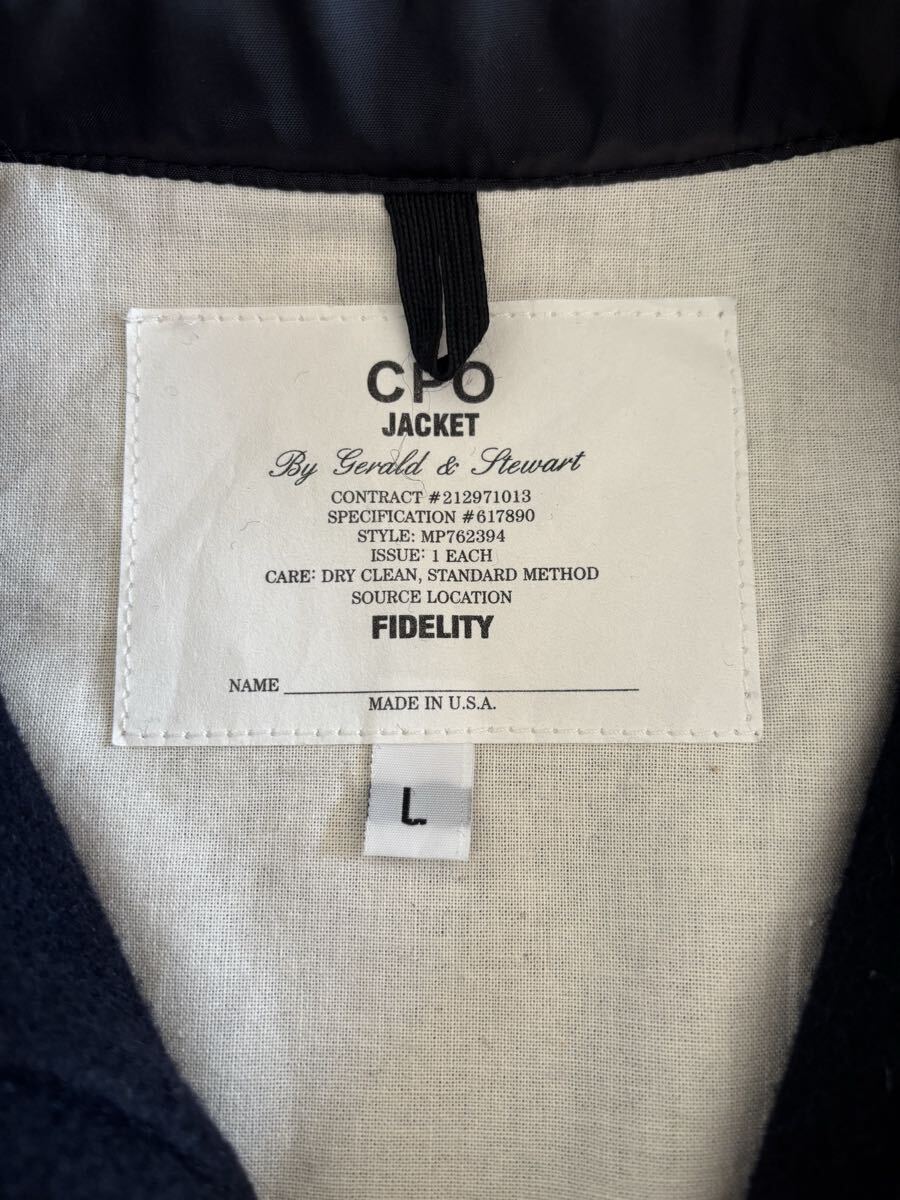 CPO
JACKET
By Gerald & Stewart
CONTRACT #212971013
SPECIFICATION #617890
STYLE: MP762394
ISSUE: 1 EACH
CARE: DRY CLEAN, STANDARD METHOD
SOURCE LOCATION
FIDELITY
NAME
MADE IN U.S.A.
L